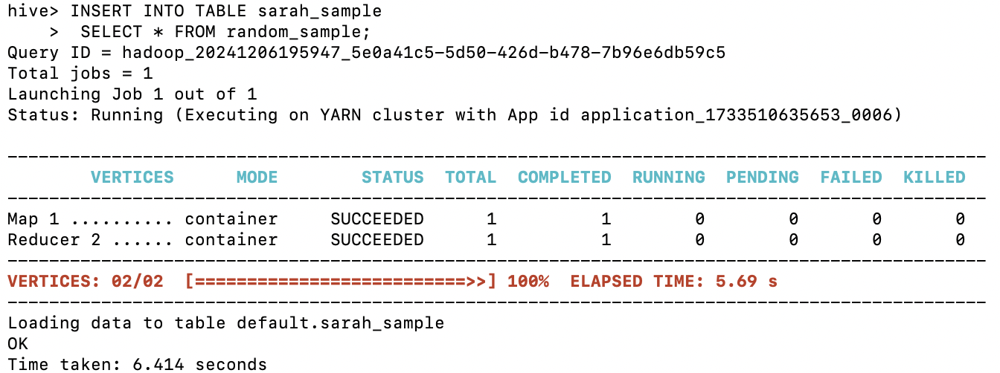 hive> INSERT INTO TABLE sarah_sample
    >  SELECT * FROM random_sample;
Query ID = hadoop_20241206195947_5e0a41c5-5d50-426d-b478-7b96e6db59c5
Total jobs = 1
Launching Job 1 out of 1
Status: Running (Executing on YARN cluster with App id application_1733510635653_0006)

----------------------------------------------------------------------------------------------
        VERTICES      MODE        STATUS  TOTAL  COMPLETED  RUNNING  PENDING  FAILED  KILLED
----------------------------------------------------------------------------------------------
Map 1 .......... container     SUCCEEDED      1          1        0        0       0       0
Reducer 2 ...... container     SUCCEEDED      1          1        0        0       0       0
----------------------------------------------------------------------------------------------
VERTICES: 02/02  [==========================>>] 100%  ELAPSED TIME: 5.69 s
----------------------------------------------------------------------------------------------
Loading data to table default.sarah_sample
OK
Time taken: 6.414 seconds